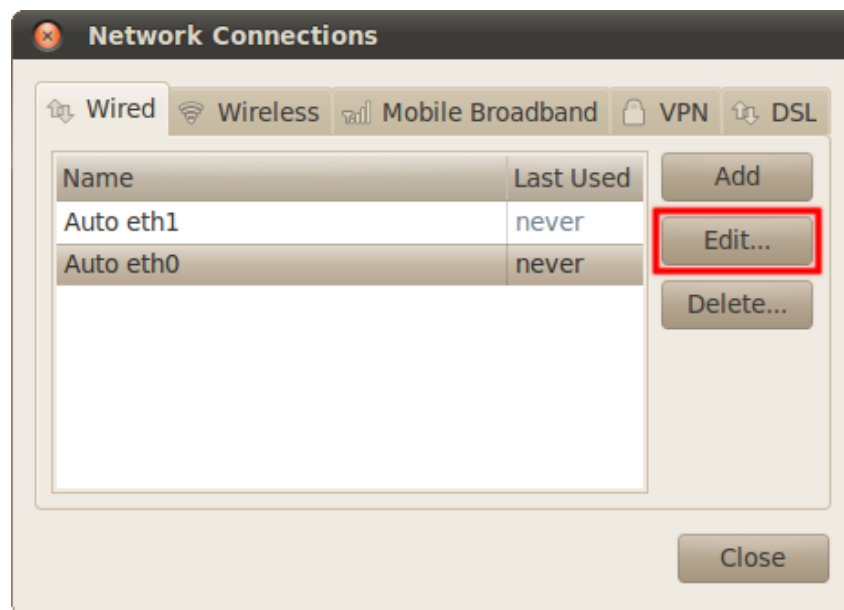 Network Connections
Wired Wireless Mobile Broadband VPN DSL
Name Last Used
Auto eth1 never
Auto eth0 never
Add
Edit...
Delete...
Close